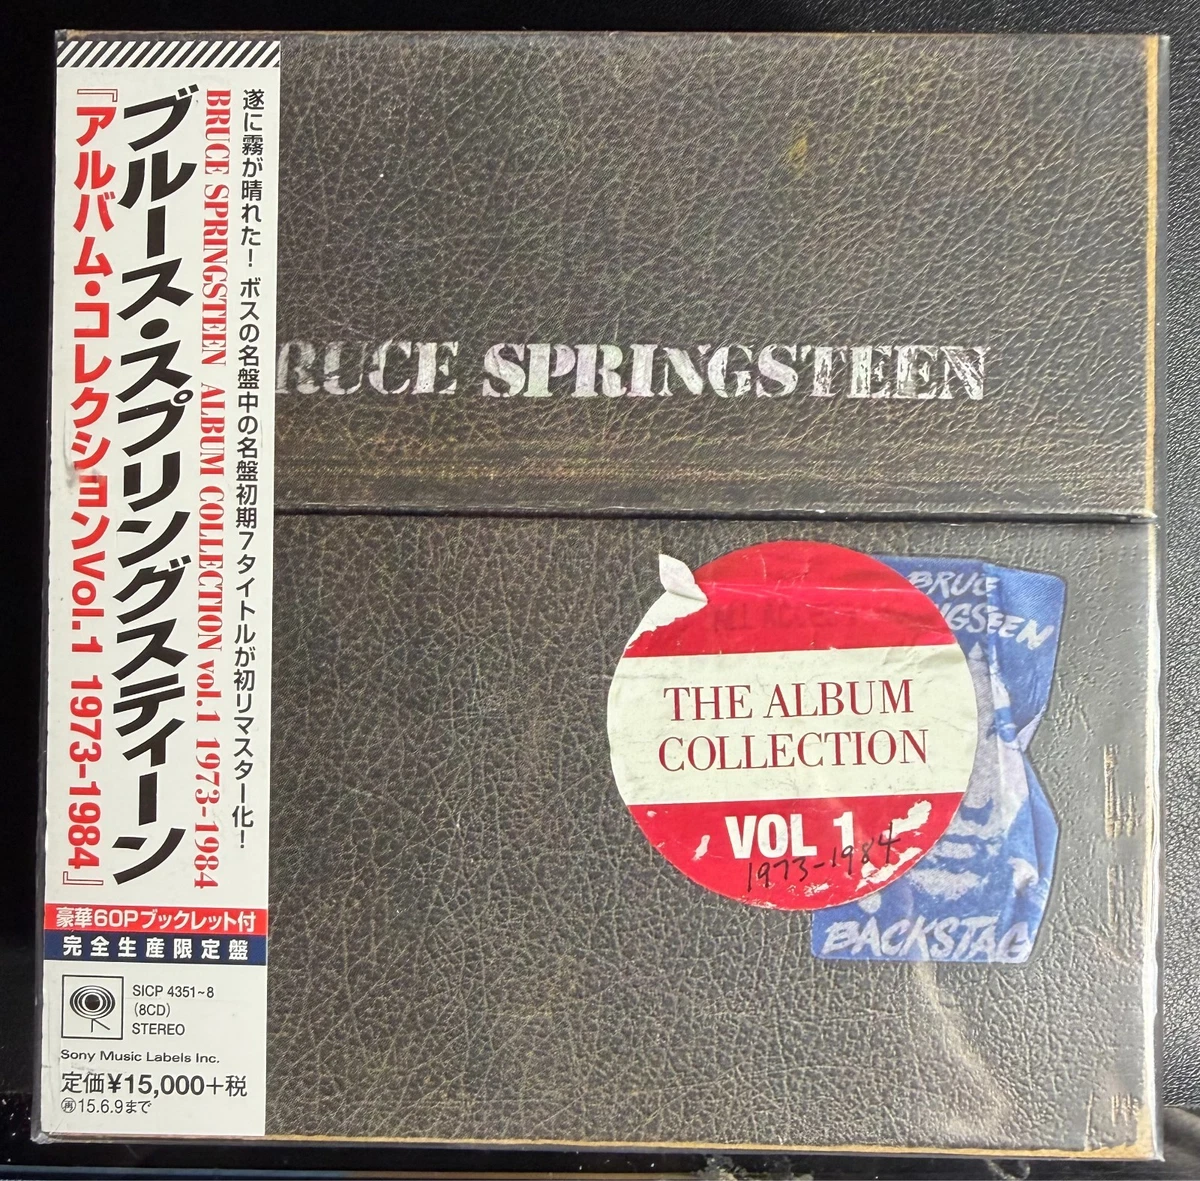 遂に霧が晴れた！ボスの名盤中の名盤初期7タイトルが初リマスター化！
BRUCE SPRINGSTEEN ALBUM COLLECTION vol.1 1973-1984
ブルース・スプリングスティーン
『アルバム・コレクションVol.1 1973-1984』
豪華60Pブックレット付
完全生産限定盤
SICP 4351~8
(8CD)
STEREO
Sony Music Labels Inc.
定価¥15,000+税
再15.6.9まで
RUCE SPRINGSTEEN
THE ALBUM
COLLECTION
VOL 1
1973-1984
BRUCE
NGSTEEN
BACKSTAG